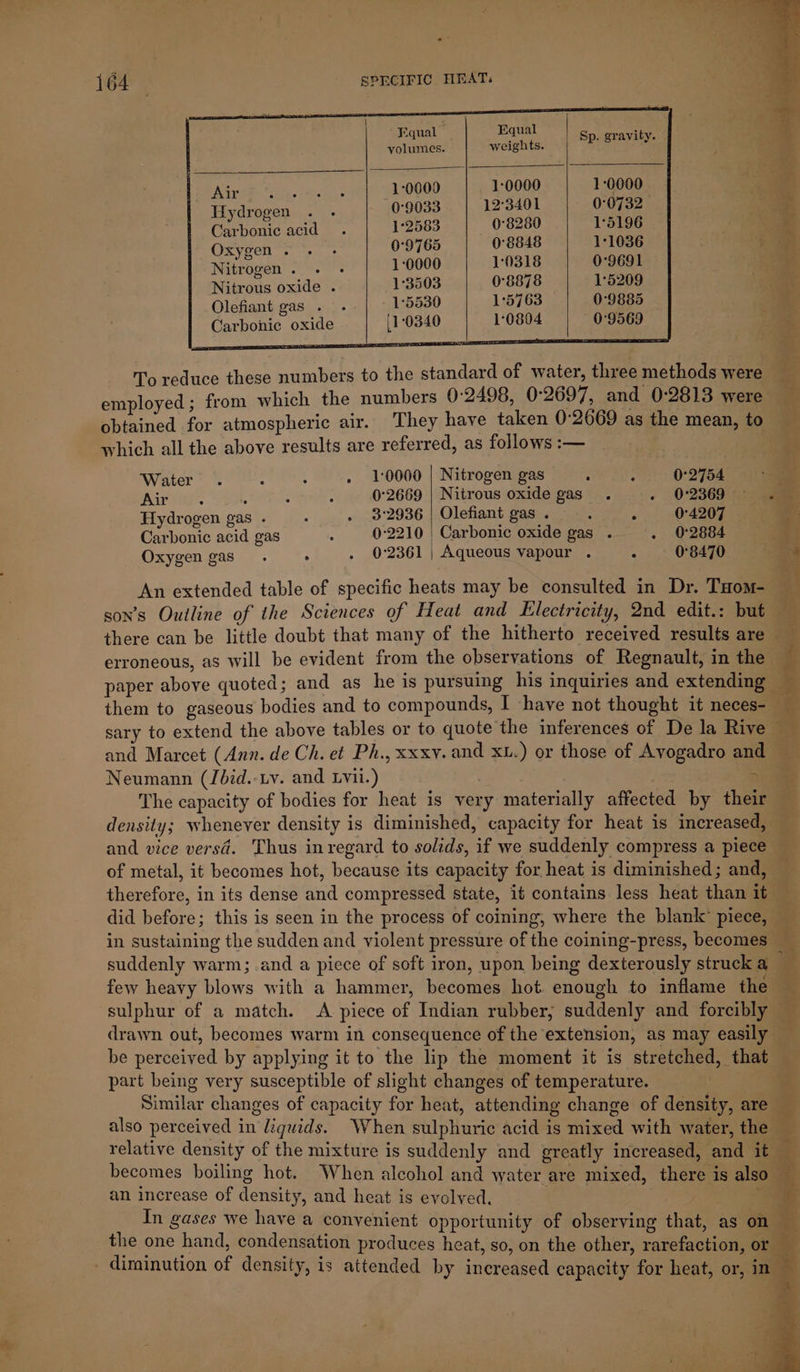 164 SPECIFIC HEAT.
Equal volumes. Equal weights. Sp. gravity.
Air . . . . 1·0000 1·0000 1·0000
Hydrogen . . 0·9033 12·3401 0·0732
Carbonic acid . 1·2583 0·8280 1·5196
Oxygen . . . 0·9765 0·8848 1·1036
Nitrogen . . . 1·0000 1·0318 0·9691
Nitrous oxide . 1·3503 0·8878 1·5209
Olefiant gas . . 1·5530 1·5763 0·9885
Carbonic oxide [1·0340 1·0804 0·9569
To reduce these numbers to the standard of water, three methods were
employed; from which the numbers 0·2498, 0·2697, and 0·2813 were
obtained for atmospheric air. They have taken 0·2669 as the mean, to
which all the above results are referred, as follows :—
Water . . . . 1·0000 | Nitrogen gas . . 0·2754
Air . . . . 0·2669 | Nitrous oxide gas . . 0·2369
Hydrogen gas . . . 3·2936 | Olefiant gas . . . 0·4207
Carbonic acid gas . 0·2210 | Carbonic oxide gas . . 0·2884
Oxygen gas . . . 0·2361 | Aqueous vapour . . 0·8470
An extended table of specific heats may be consulted in Dr. THOM-
SON'S Outline of the Sciences of Heat and Electricity, 2nd edit.: but
there can be little doubt that many of the hitherto received results are
erroneous, as will be evident from the observations of Regnault, in the
paper above quoted; and as he is pursuing his inquiries and extending
them to gaseous bodies and to compounds, I have not thought it neces-
sary to extend the above tables or to quote the inferences of De la Rive
and Marcet (Ann. de Ch. et Ph., xxxv. and XL.) or those of Avogadro and
Neumann (Ibid. LV. and LVII.)
The capacity of bodies for heat is very materially affected by their
density; whenever density is diminished, capacity for heat is increased,
and vice versâ. Thus in regard to solids, if we suddenly compress a piece
of metal, it becomes hot, because its capacity for heat is diminished; and,
therefore, in its dense and compressed state, it contains less heat than it
did before; this is seen in the process of coining, where the blank piece,
in sustaining the sudden and violent pressure of the coining-press, becomes
suddenly warm; and a piece of soft iron, upon being dexterously struck a
few heavy blows with a hammer, becomes hot enough to inflame the
sulphur of a match. A piece of Indian rubber, suddenly and forcibly
drawn out, becomes warm in consequence of the extension, as may easily
be perceived by applying it to the lip the moment it is stretched, that
part being very susceptible of slight changes of temperature.
Similar changes of capacity for heat, attending change of density, are
also perceived in liquids. When sulphuric acid is mixed with water, the
relative density of the mixture is suddenly and greatly increased, and it
becomes boiling hot. When alcohol and water are mixed, there is also
an increase of density, and heat is evolved.
In gases we have a convenient opportunity of observing that, as on
the one hand, condensation produces heat, so, on the other, rarefaction, or
diminution of density, is attended by increased capacity for heat, or, in